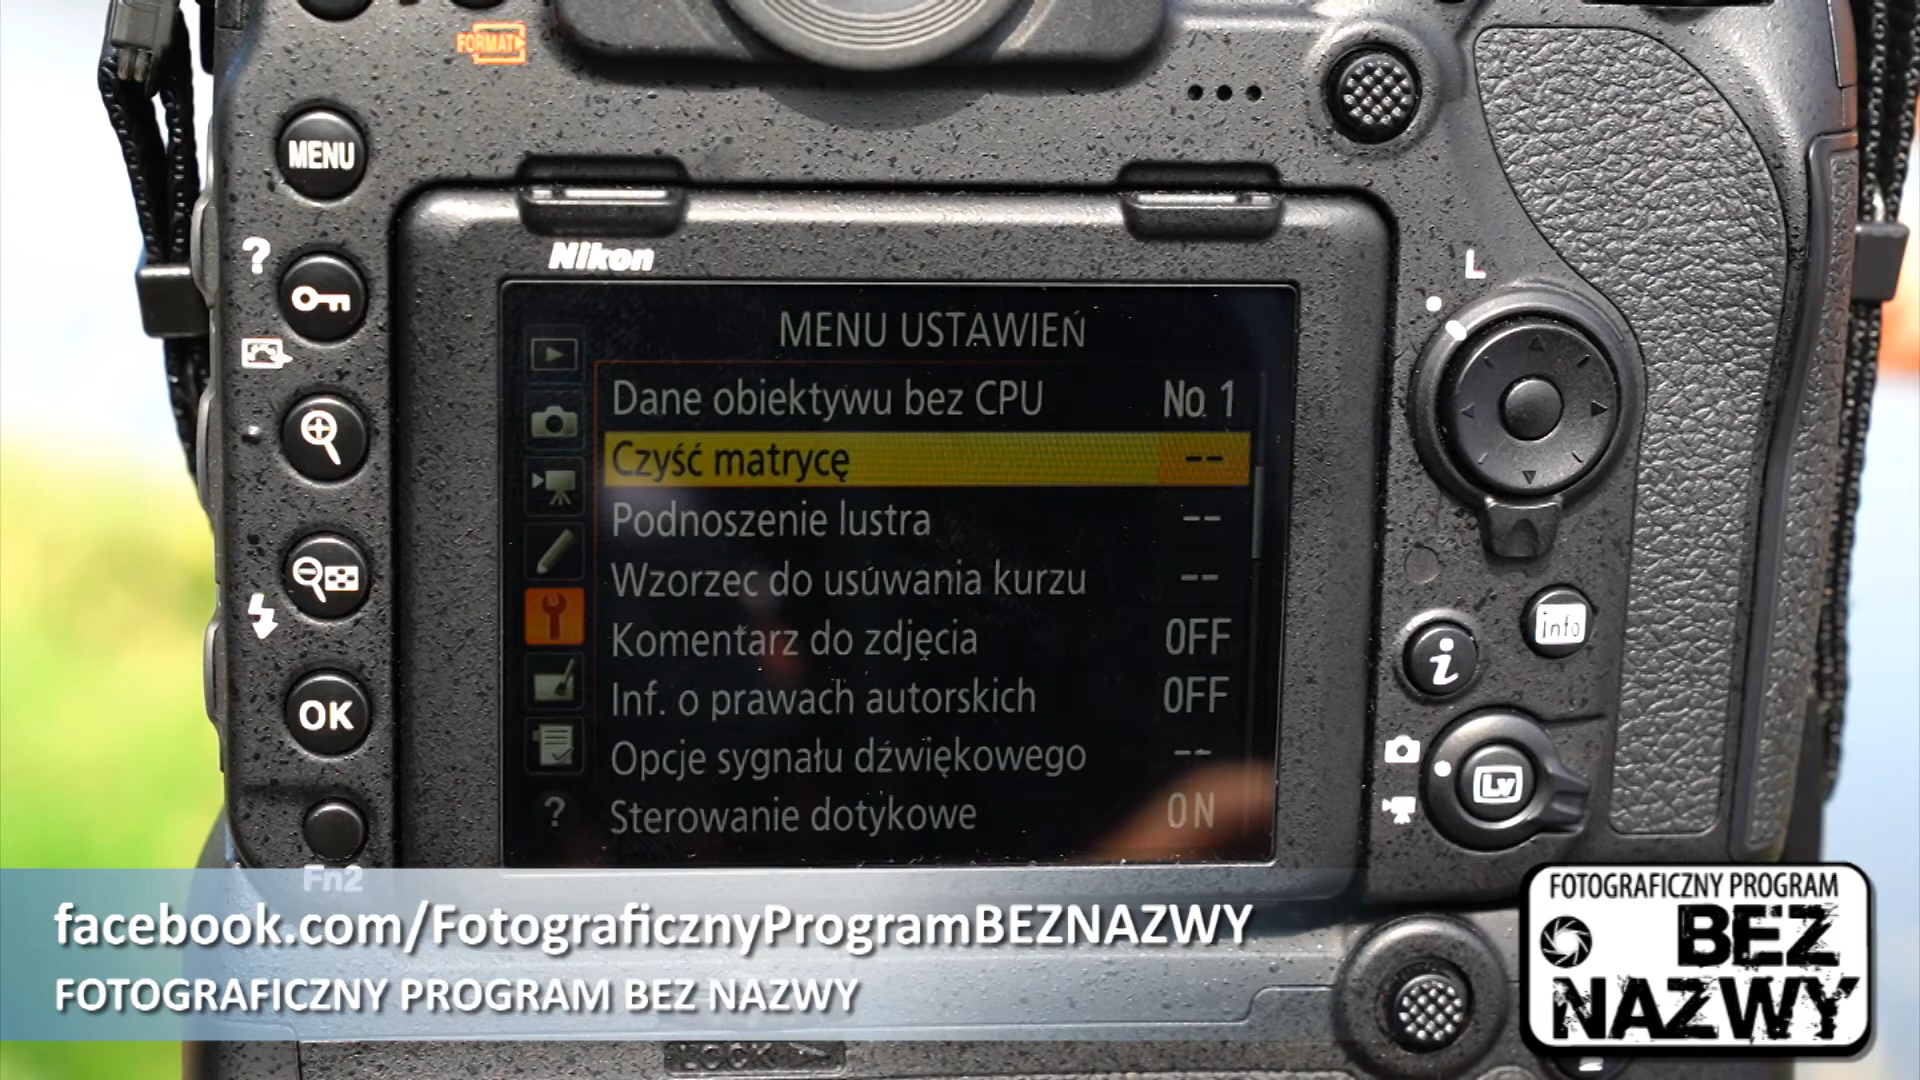 FORMAT
MENU
?
Nikon
L
MENU USTAWIEŃ
Dane obiektywu bez CPU No 1
Czyść matrycę --
Podnoszenie lustra --
Wzorzec do usuwania kurzu --
Komentarz do zdjęcia OFF
Inf. o prawach autorskich OFF
Opcje sygnału dźwiękowego --
Sterowanie dotykowe ON
?
OK
info
i
Lv
Fn2
facebook.com/FotograficznyProgramBEZNAZWY
FOTOGRAFICZNY PROGRAM BEZ NAZWY
FOTOGRAFICZNY PROGRAM
BEZ
NAZWY
LOCK